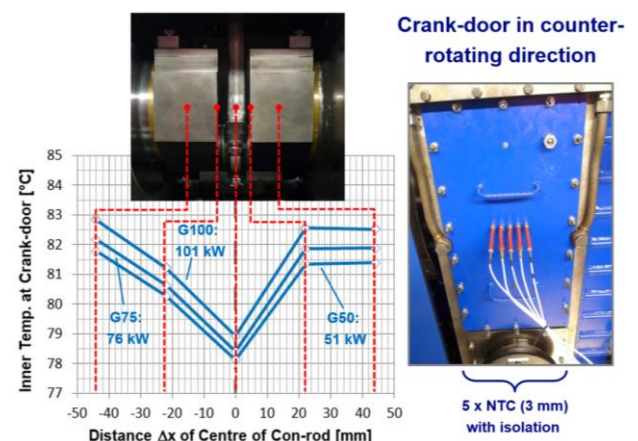 Crank-door in counter-
rotating direction
Inner Temp. at Crank-door [°C]
85
84
83
82
81
80
79
78
77
G100:
101 kW
G75:
76 kW
G50:
51 kW
-50 -40 -30 -20 -10 0 10 20 30 40 50
Distance Δx of Centre of Con-rod [mm]
5 x NTC (3 mm)
with isolation